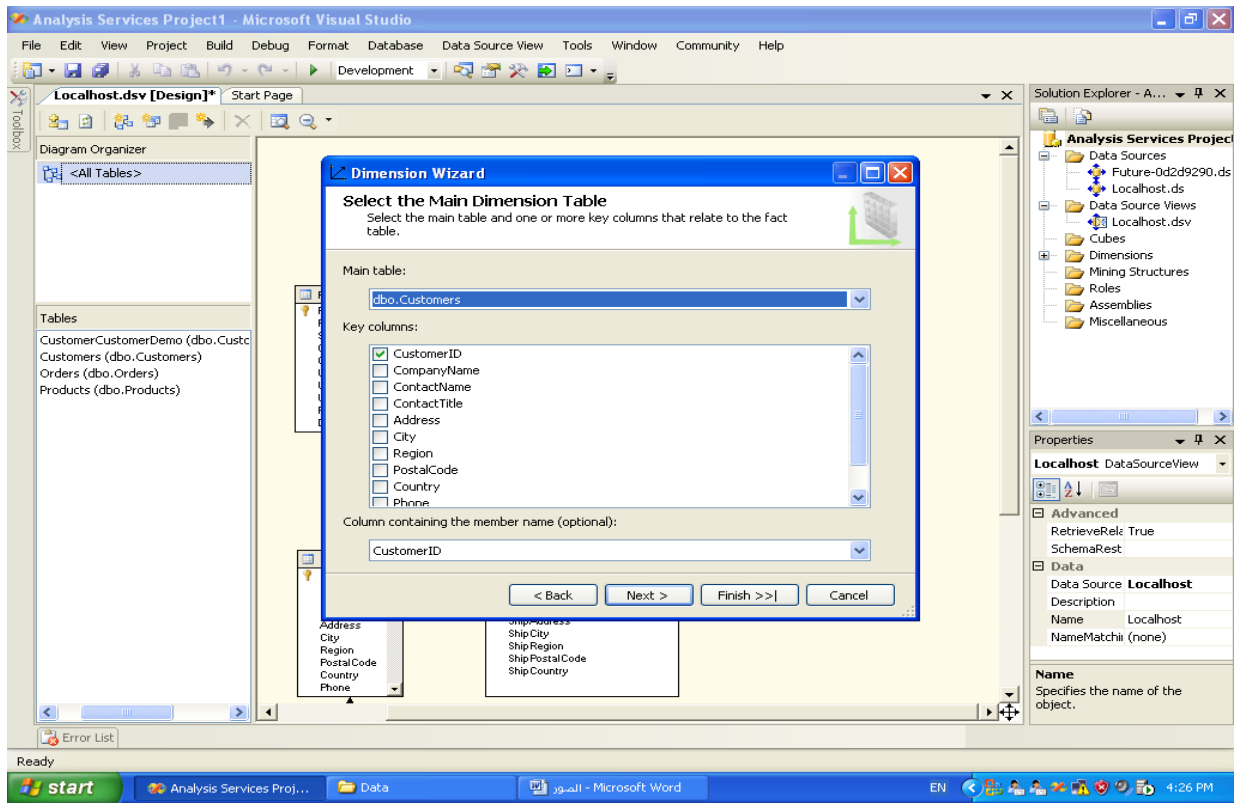 Analysis Services Project1 - Microsoft Visual Studio
File Edit View Project Build Debug Format Database Data Source View Tools Window Community Help
Development
Toolbox
Localhost.dsv [Design]* Start Page
Diagram Organizer
<All Tables>
Tables
CustomerCustomerDemo (dbo.Custc
Customers (dbo.Customers)
Orders (dbo.Orders)
Products (dbo.Products)
Dimension Wizard
Select the Main Dimension Table
Select the main table and one or more key columns that relate to the fact
table.
Main table:
dbo.Customers
Key columns:
CustomerID
CompanyName
ContactName
ContactTitle
Address
City
Region
PostalCode
Country
Phone
Column containing the member name (optional):
CustomerID
< Back Next > Finish >>| Cancel
Address
City
Region
PostalCode
Country
Phone
ShipAddress
ShipCity
ShipRegion
ShipPostalCode
ShipCountry
Solution Explorer - A...
Analysis Services Project
Data Sources
Future-0d2d9290.ds
Localhost.ds
Data Source Views
Localhost.dsv
Cubes
Dimensions
Mining Structures
Roles
Assemblies
Miscellaneous
Properties
Localhost DataSourceView
Advanced
RetrieveRela True
SchemaRest
Data
Data Source Localhost
Description
Name Localhost
NameMatchi (none)
Name
Specifies the name of the
object.
Error List
Ready
start Analysis Services Proj... Data الصور - Microsoft Word EN 4:26 PM